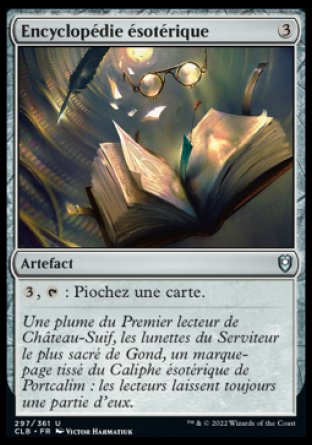 Encyclopédie ésotérique 3
Artefact
3, : Piochez une carte.
Une plume du Premier lecteur de
Château-Suif, les lunettes du Serviteur
le plus sacré de Gond, un marque-
page tissé du Caliphe ésotérique de
Portcalim : les lecteurs laissent toujours
une partie d'eux.
297/361 U
CLB • FR Victor Harmatiuk
™ & © 2022 Wizards of the Coast